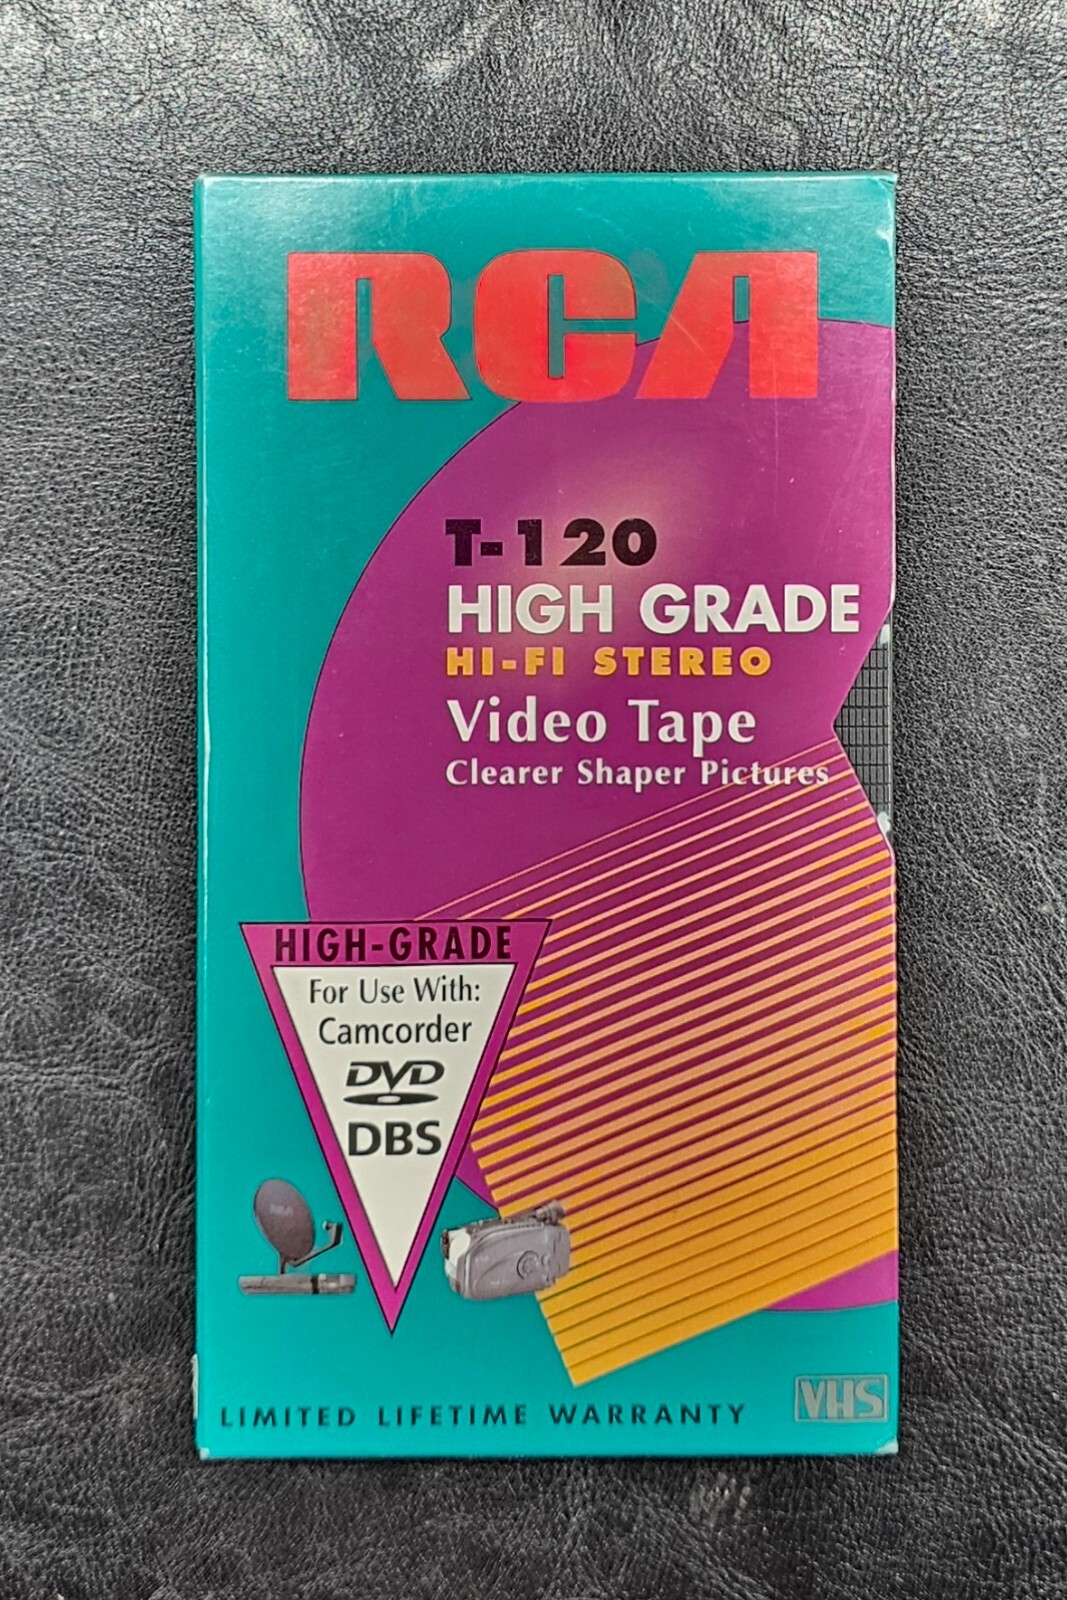 RCA
T-120
HIGH GRADE
HI-FI STEREO
Video Tape
Clearer Shaper Pictures
HIGH-GRADE
For Use With:
Camcorder
DVD
DBS
RCA
LIMITED LIFETIME WARRANTY
VHS